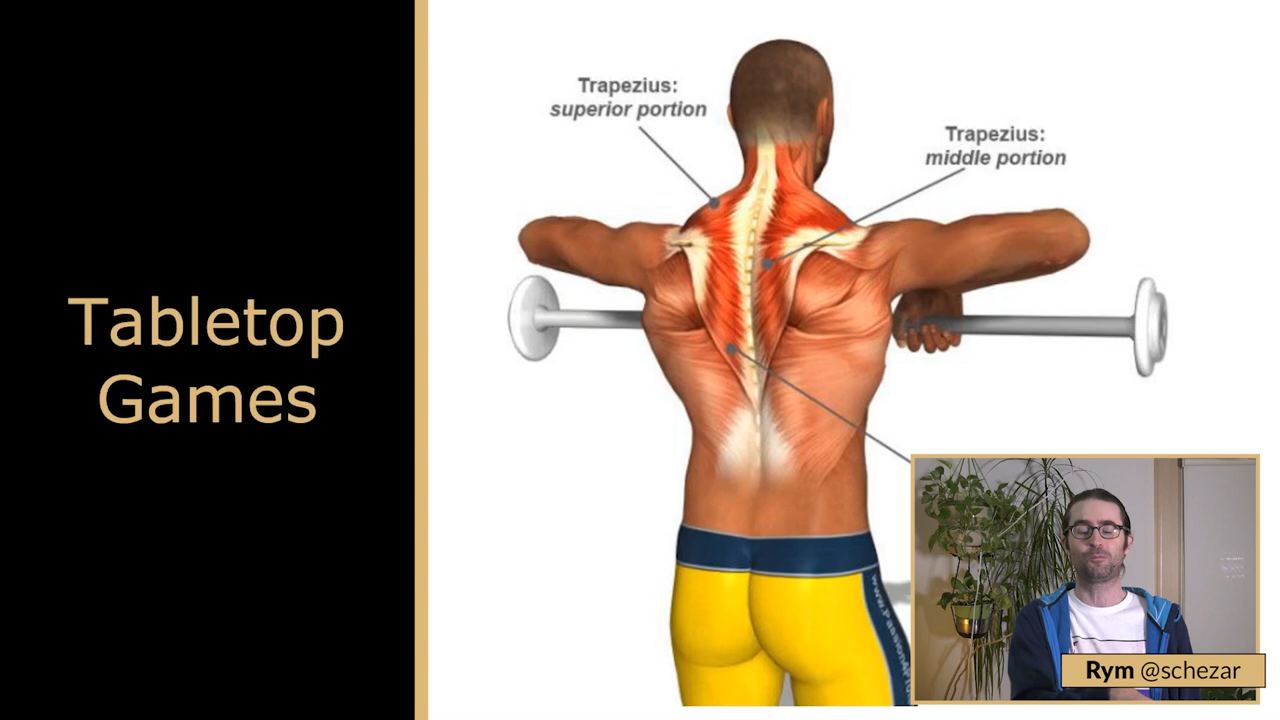 Tabletop
Games
Trapezius:
superior portion
Trapezius:
middle portion
Rym @schezar